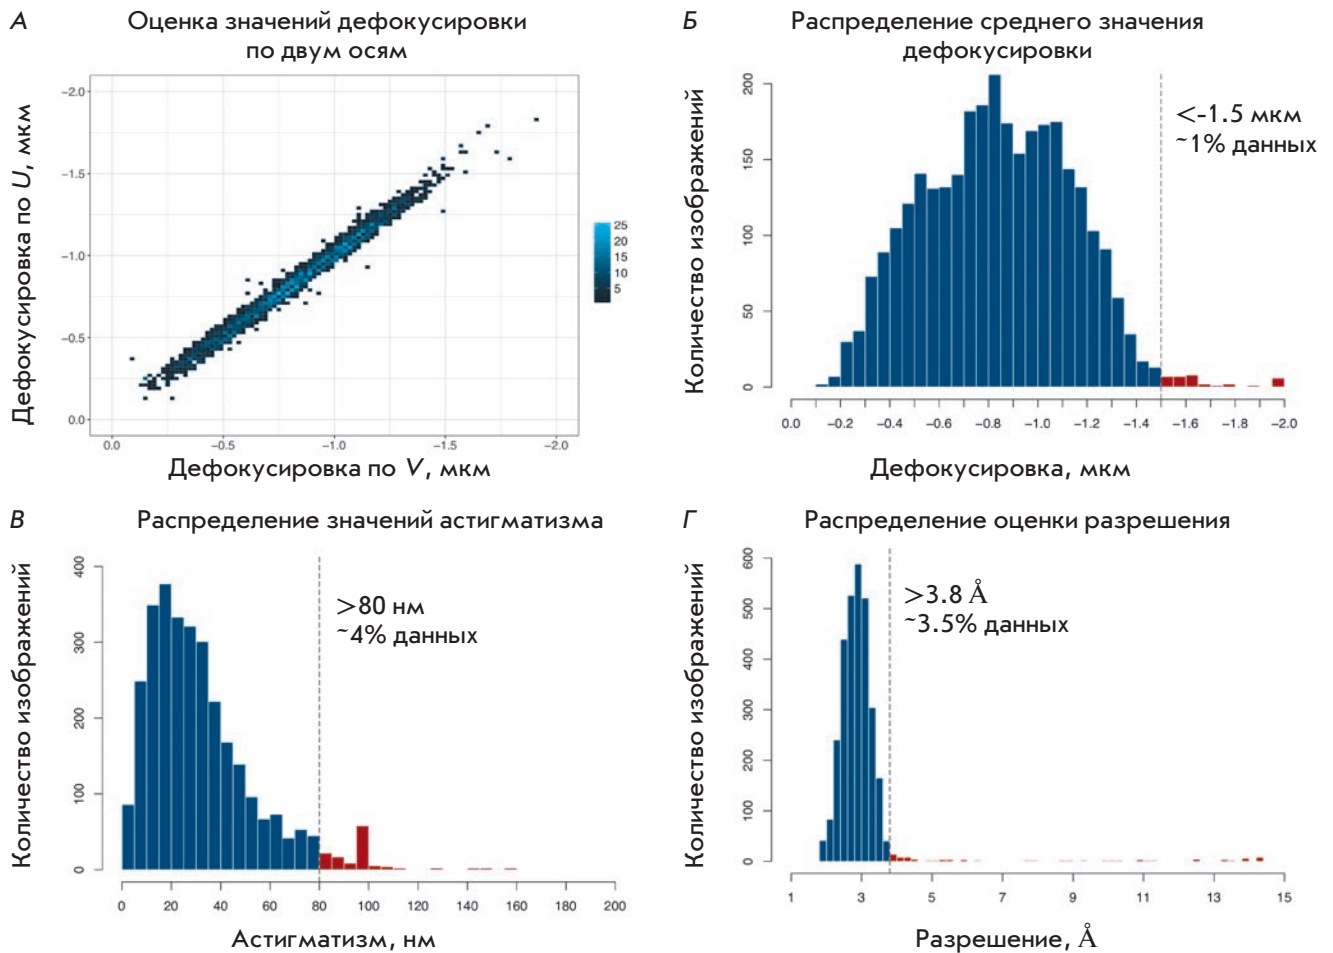 А
Оценка значений дефокусировки
по двум осям
Дефокусировка по U, мкм
−2.0
−1.5
−1.0
−0.5
0.0
0.0
−0.5
−1.0
−1.5
−2.0
25
20
15
10
5
Дефокусировка по V, мкм
Б
Распределение среднего значения
дефокусировки
Количество изображений
200
150
100
50
0
<-1.5 мкм
~1% данных
0.0
−0.2
−0.4
−0.6
−0.8
−1.0
−1.2
−1.4
−1.6
−1.8
−2.0
Дефокусировка, мкм
В
Распределение значений астигматизма
Количество изображений
400
300
200
100
0
>80 нм
~4% данных
0
20
40
60
80
100
120
140
160
180
200
Астигматизм, нм
Г
Распределение оценки разрешения
Количество изображений
600
500
400
300
200
100
0
>3.8 Å
~3.5% данных
1
3
5
7
9
11
13
15
Разрешение, Å